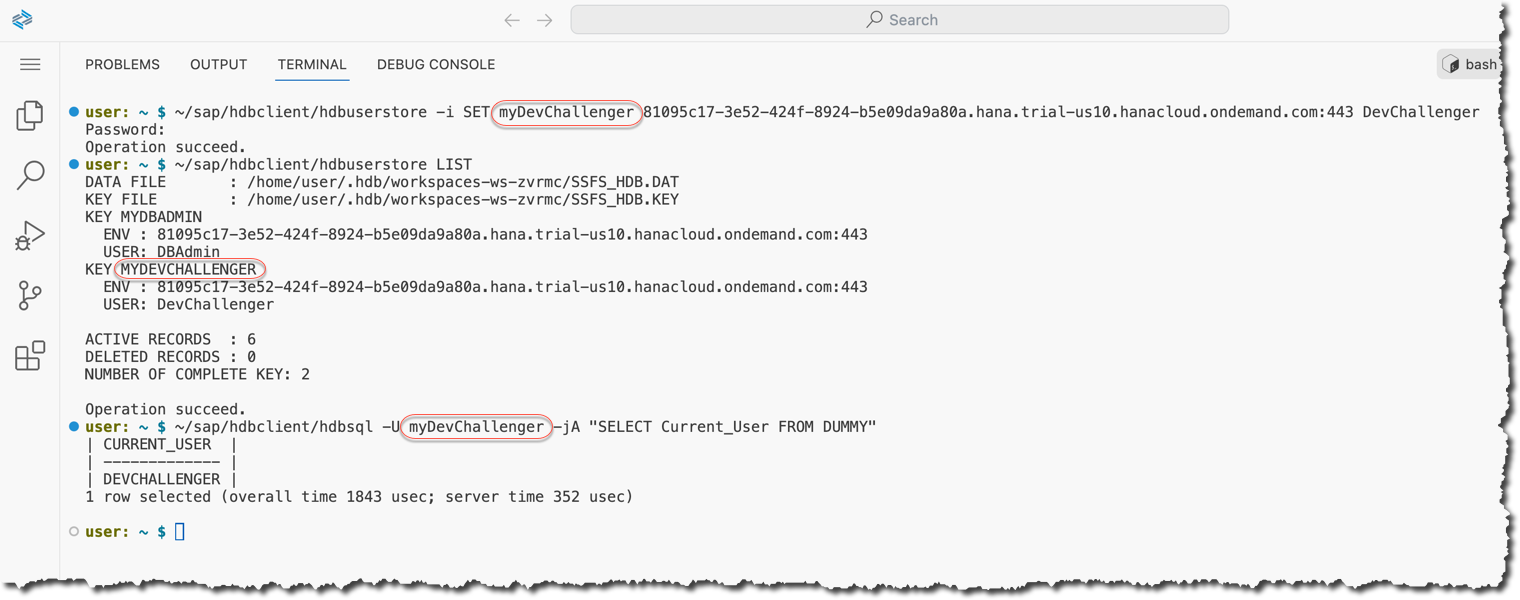 Search
PROBLEMS OUTPUT TERMINAL DEBUG CONSOLE
bash
user: ~ $ ~/sap/hdbclient/hdbuserstore -i SET myDevChallenger 81095c17-3e52-424f-8924-b5e09da9a80a.hana.trial-us10.hanacloud.ondemand.com:443 DevChallenger
Password:
Operation succeed.
user: ~ $ ~/sap/hdbclient/hdbuserstore LIST
DATA FILE       : /home/user/.hdb/workspaces-ws-zvrmc/SSFS_HDB.DAT
KEY FILE        : /home/user/.hdb/workspaces-ws-zvrmc/SSFS_HDB.KEY
KEY MYDBADMIN
  ENV : 81095c17-3e52-424f-8924-b5e09da9a80a.hana.trial-us10.hanacloud.ondemand.com:443
  USER: DBAdmin
KEY MYDEVCHALLENGER
  ENV : 81095c17-3e52-424f-8924-b5e09da9a80a.hana.trial-us10.hanacloud.ondemand.com:443
  USER: DevChallenger
ACTIVE RECORDS  : 6
DELETED RECORDS : 0
NUMBER OF COMPLETE KEY: 2
Operation succeed.
user: ~ $ ~/sap/hdbclient/hdbsql -U myDevChallenger -jA "SELECT Current_User FROM DUMMY"
| CURRENT_USER  |
| ------------- |
| DEVCHALLENGER |
1 row selected (overall time 1843 usec; server time 352 usec)
user: ~ $